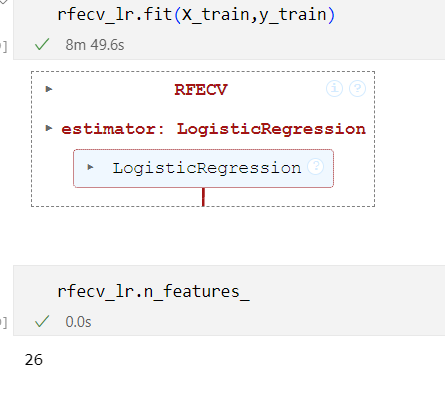 rfecv_lr.fit(X_train,y_train)
]
✓ 8m 49.6s
▸ RFECV i ?
▸ estimator: LogisticRegression
▸ LogisticRegression ?
rfecv_lr.n_features_
]
✓ 0.0s
26